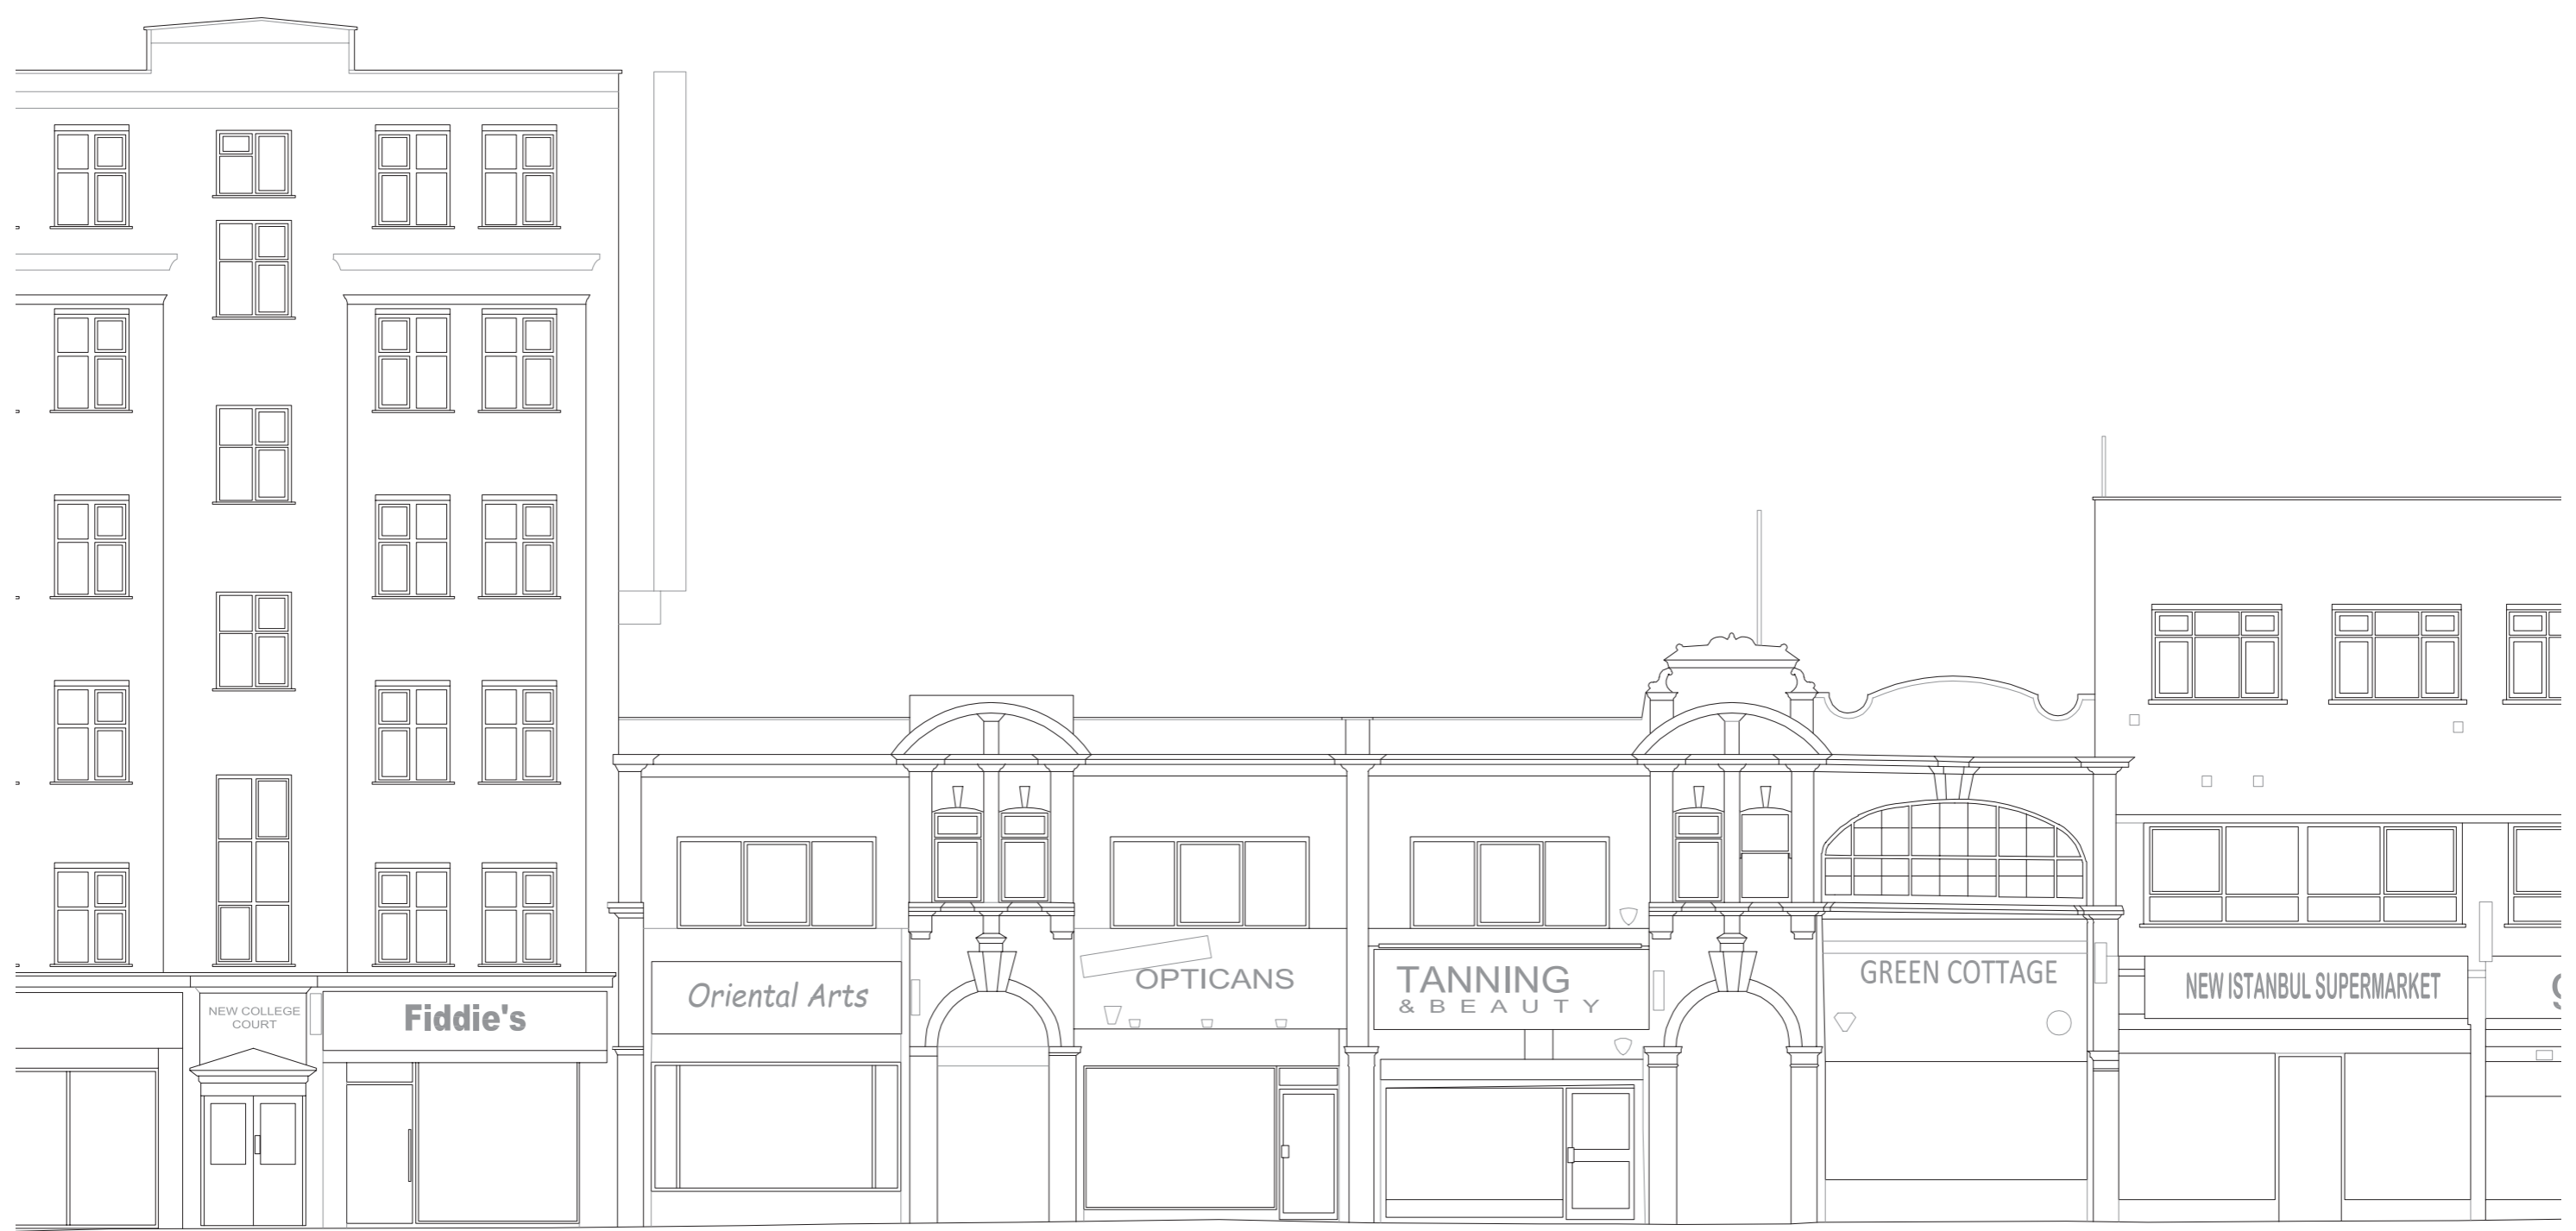 NEW COLLEGE
COURT
Fiddie's
Oriental Arts
OPTICANS
TANNING
& BEAUTY
GREEN COTTAGE
NEW ISTANBUL SUPERMARKET